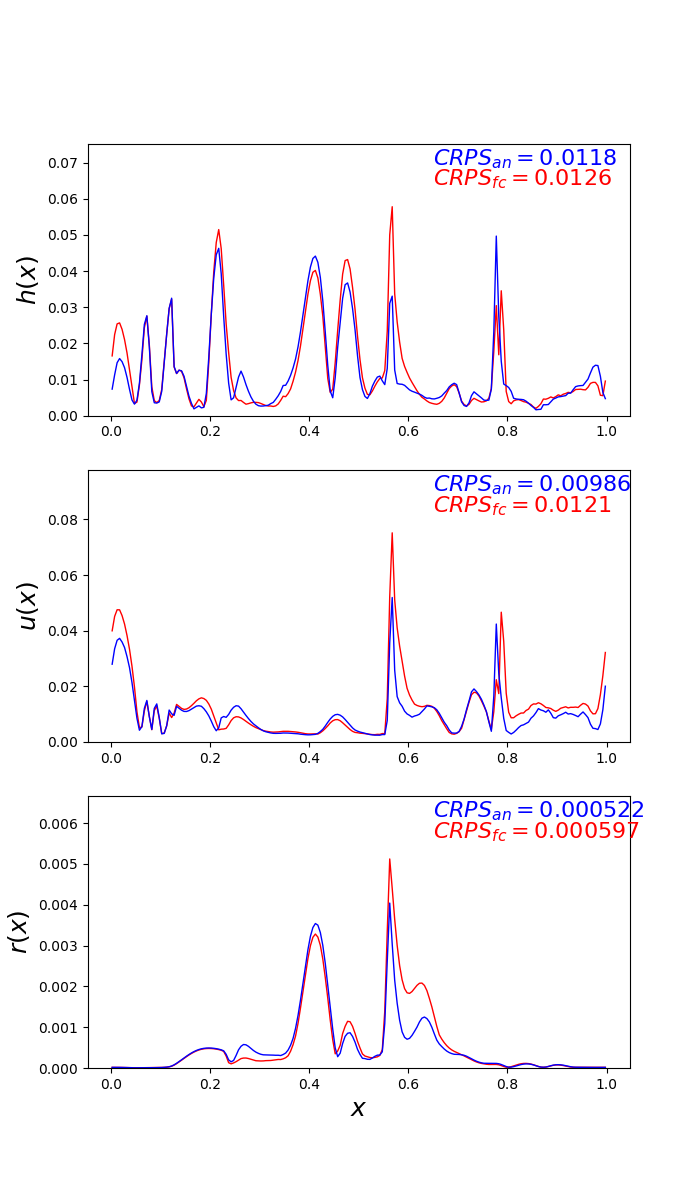 CRPS_an = 0.0118
CRPS_fc = 0.0126
0.07
0.06
0.05
0.04
0.03
0.02
0.01
0.00
h(x)
0.0 0.2 0.4 0.6 0.8 1.0
CRPS_an = 0.00986
CRPS_fc = 0.0121
0.08
0.06
0.04
0.02
0.00
u(x)
0.0 0.2 0.4 0.6 0.8 1.0
CRPS_an = 0.000522
CRPS_fc = 0.000597
0.006
0.005
0.004
0.003
0.002
0.001
0.000
r(x)
0.0 0.2 0.4 0.6 0.8 1.0
x